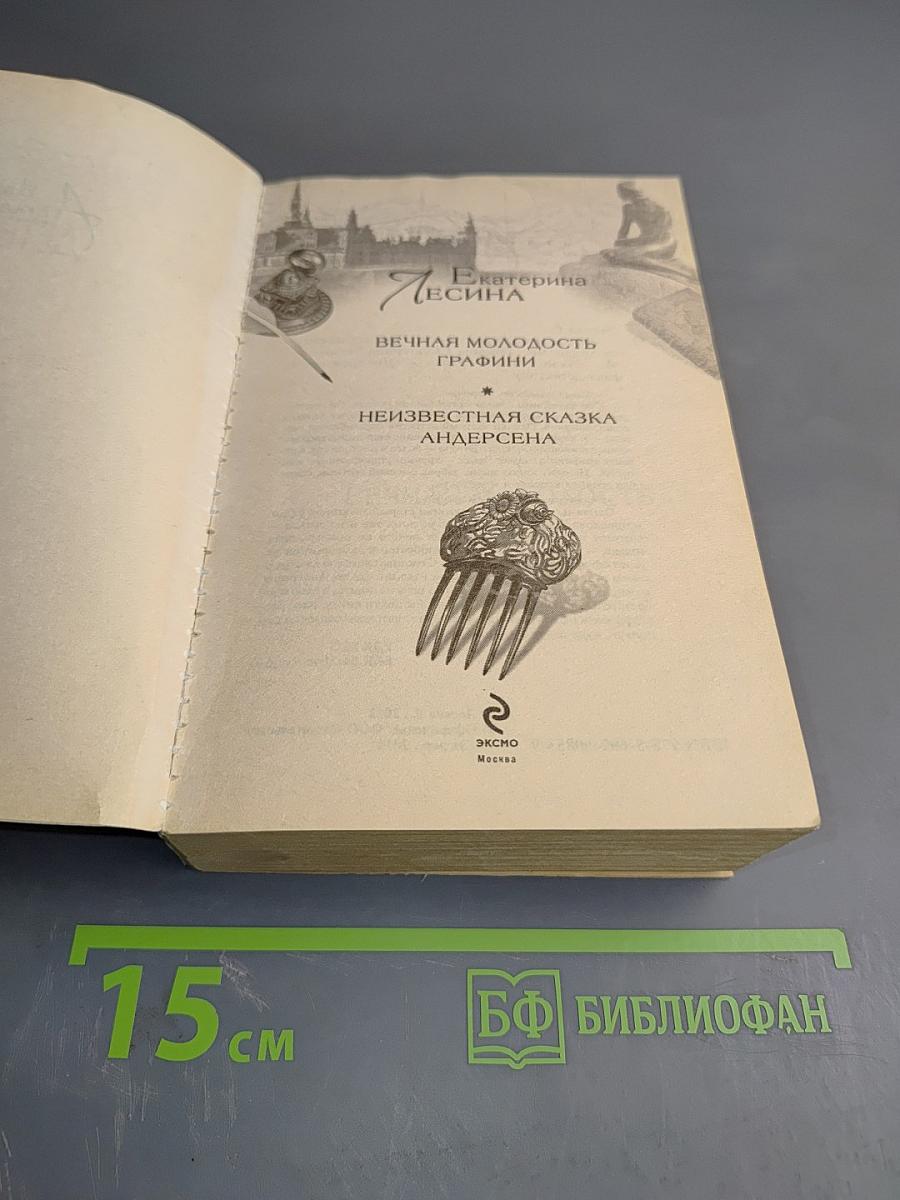 Екатерина
ЛЕСИНА
ВЕЧНАЯ МОЛОДОСТЬ
ГРАФИНИ
*
НЕИЗВЕСТНАЯ СКАЗКА
АНДЕРСЕНА
ЭКСМО
Москва
15 см
БФ БИБЛИОФАН